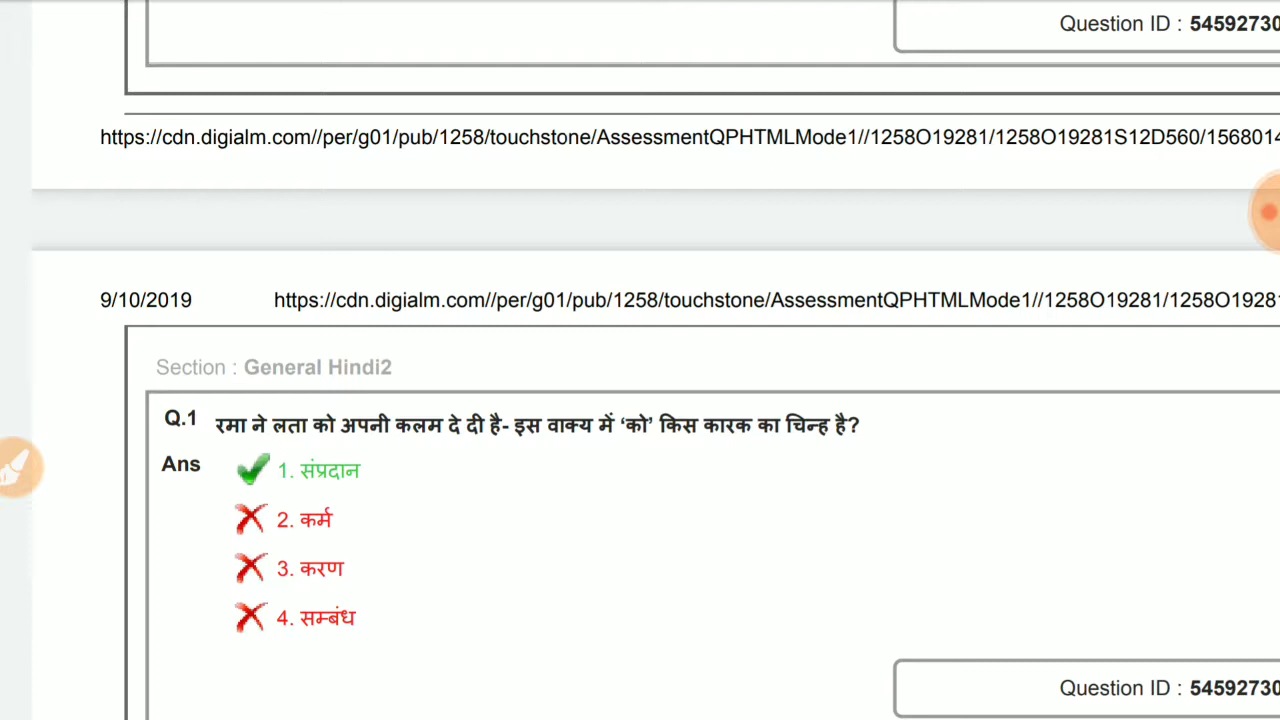 Question ID : 54592730
https://cdn.digialm.com//per/g01/pub/1258/touchstone/AssessmentQPHTMLMode1//1258O19281/1258O19281S12D560/1568014
9/10/2019 https://cdn.digialm.com//per/g01/pub/1258/touchstone/AssessmentQPHTMLMode1//1258O19281/1258O19281
Section : General Hindi2
Q.1 रमा ने लता को अपनी कलम दे दी है- इस वाक्य में ‘को’ किस कारक का चिन्ह है?
Ans 1. संप्रदान
2. कर्म
3. करण
4. सम्बंध
Question ID : 54592730